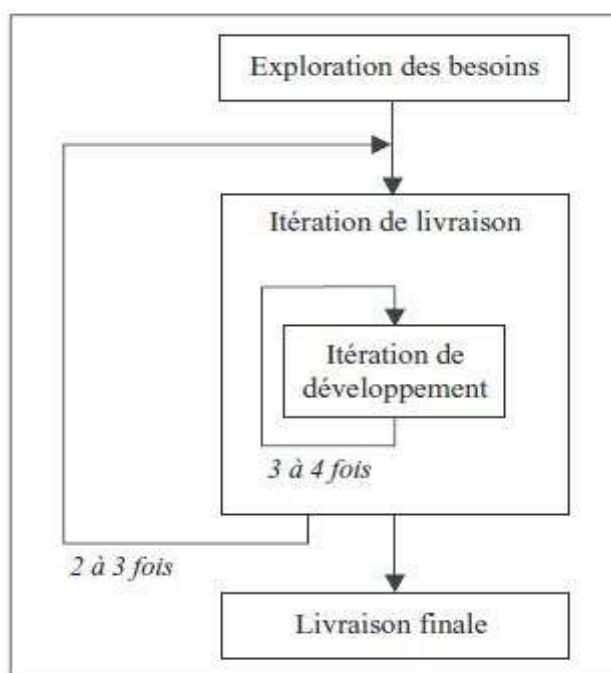 Exploration des besoins
Itération de livraison
Itération de
développement
3 à 4 fois
2 à 3 fois
Livraison finale